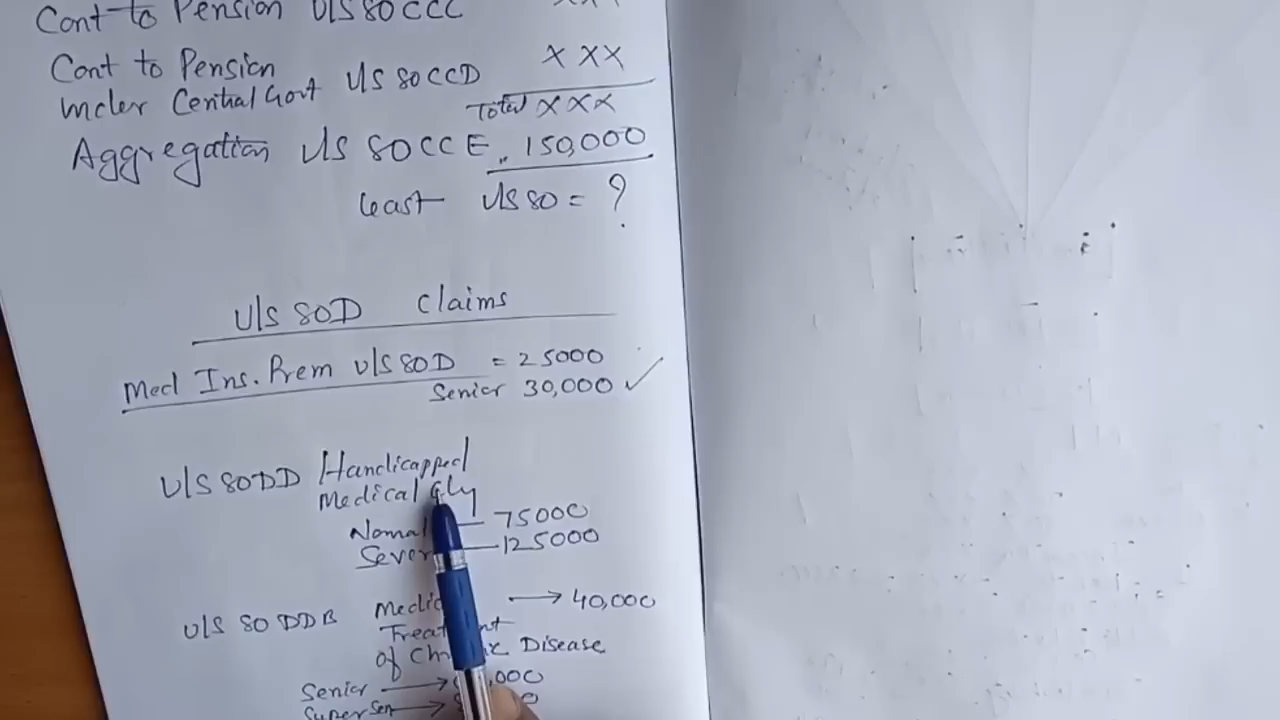 Cont to Pension U/S 80CCC
Cont to Pension
under Central Govt U/S 80CCD XXX
Total XXX
Aggregation U/S 80CCE 150,000
Least U/S 80 = ?
U/S 80D Claims
Med Ins. Prem U/S 80D = 25000
Senior 30,000 ✓
U/S 80DD Handicapped
Medical
75000
125000
U/S 80DDB → 40,000
Disease
Senior →